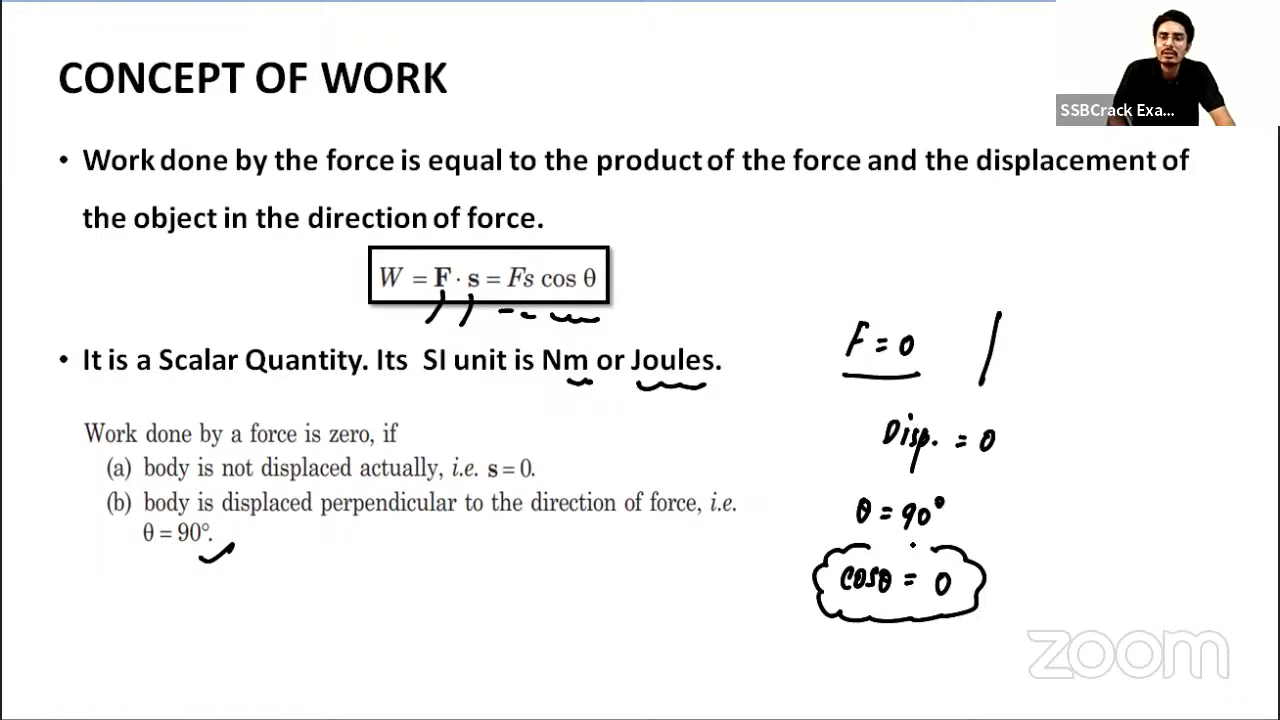 CONCEPT OF WORK
SSBCrack Exa...
• Work done by the force is equal to the product of the force and the displacement of
the object in the direction of force.
W = F · s = Fs cos θ
• It is a Scalar Quantity. Its SI unit is Nm or Joules.
Work done by a force is zero, if
(a) body is not displaced actually, i.e. s = 0.
(b) body is displaced perpendicular to the direction of force, i.e.
θ = 90°.
F = 0
Disp. = 0
θ = 90°
cosθ = 0
zoom